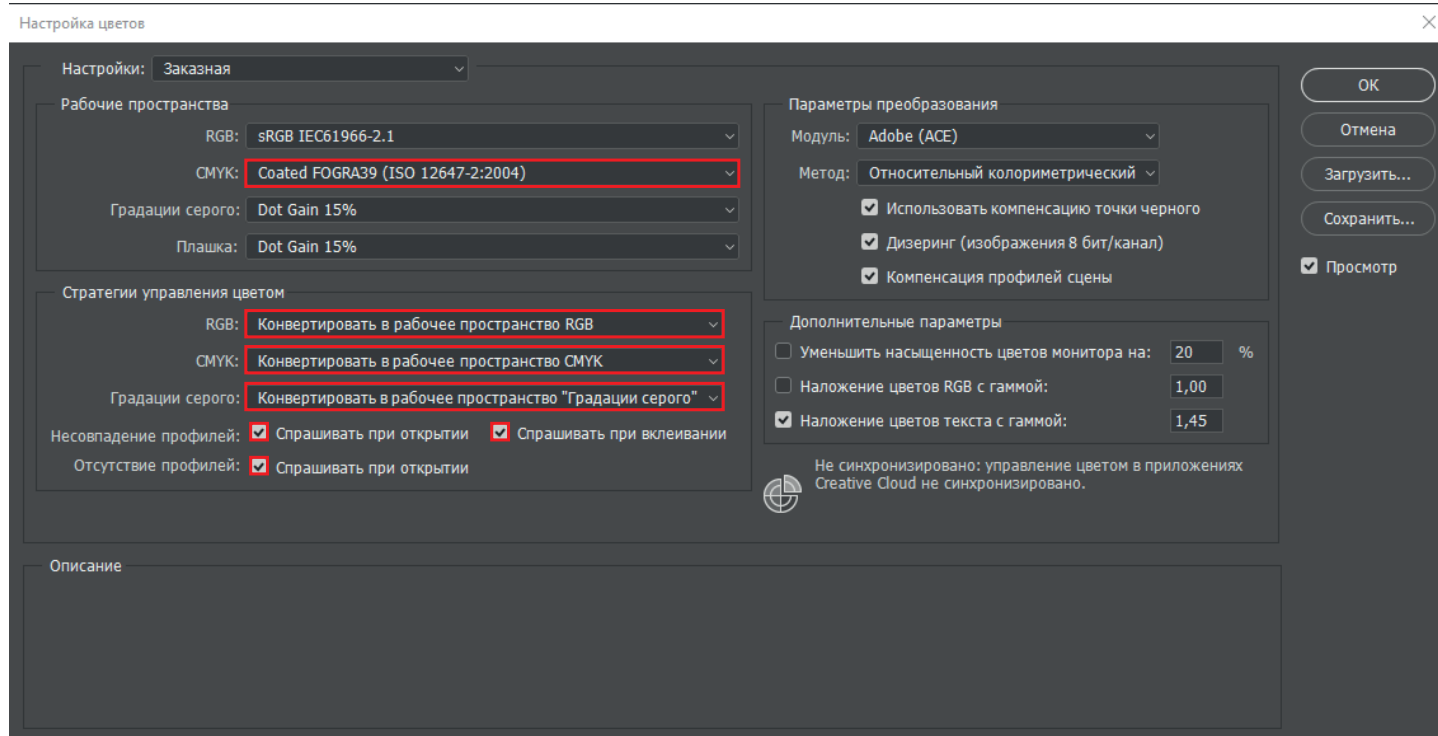 Настройка цветов
Настройки: Заказная
Рабочие пространства
RGB: sRGB IEC61966-2.1
CMYK: Coated FOGRA39 (ISO 12647-2:2004)
Градации серого: Dot Gain 15%
Плашка: Dot Gain 15%
Стратегии управления цветом
RGB: Конвертировать в рабочее пространство RGB
CMYK: Конвертировать в рабочее пространство CMYK
Градации серого: Конвертировать в рабочее пространство "Градации серого"
Несовпадение профилей: Спрашивать при открытии Спрашивать при вклеивании
Отсутствие профилей: Спрашивать при открытии
Параметры преобразования
Модуль: Adobe (ACE)
Метод: Относительный колориметрический
Использовать компенсацию точки черного
Дизеринг (изображения 8 бит/канал)
Компенсация профилей сцены
Дополнительные параметры
Уменьшить насыщенность цветов монитора на: 20 %
Наложение цветов RGB с гаммой: 1,00
Наложение цветов текста с гаммой: 1,45
Не синхронизировано: управление цветом в приложениях
Creative Cloud не синхронизировано.
ОК
Отмена
Загрузить...
Сохранить...
Просмотр
Описание